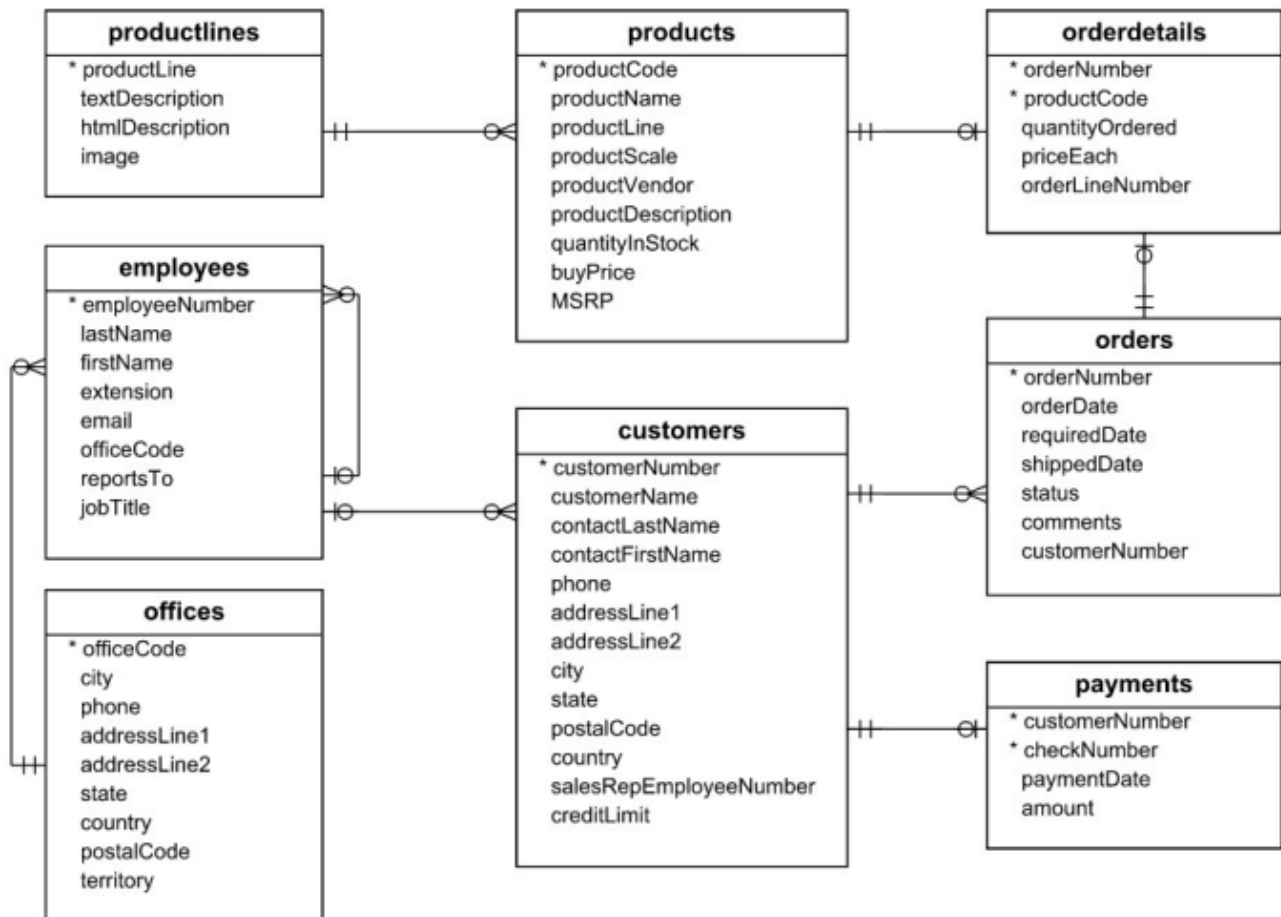 productlines
* productLine
textDescription
htmlDescription
image
products
* productCode
productName
productLine
productScale
productVendor
productDescription
quantityInStock
buyPrice
MSRP
orderdetails
* orderNumber
* productCode
quantityOrdered
priceEach
orderLineNumber
employees
* employeeNumber
lastName
firstName
extension
email
officeCode
reportsTo
jobTitle
customers
* customerNumber
customerName
contactLastName
contactFirstName
phone
addressLine1
addressLine2
city
state
postalCode
country
salesRepEmployeeNumber
creditLimit
orders
* orderNumber
orderDate
requiredDate
shippedDate
status
comments
customerNumber
offices
* officeCode
city
phone
addressLine1
addressLine2
state
country
postalCode
territory
payments
* customerNumber
* checkNumber
paymentDate
amount